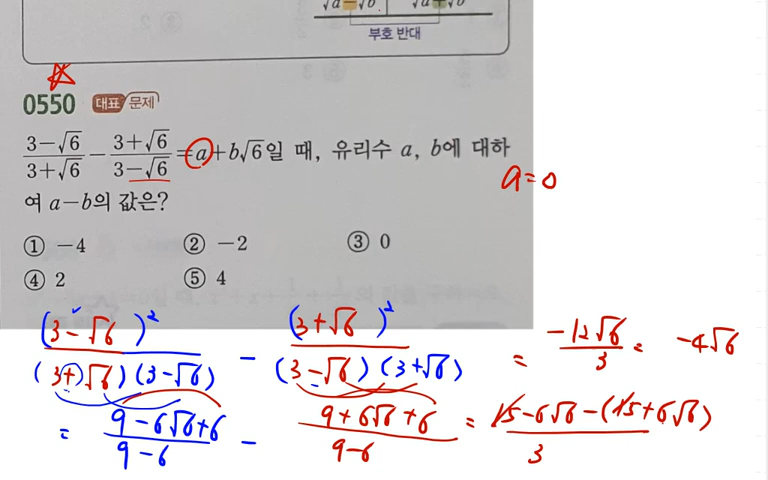 부호 반대
0550 대표 문제
(3-√6)/(3+√6) - (3+√6)/(3-√6) = a+b√6일 때, 유리수 a, b에 대하
여 a-b의 값은?
a=0
① -4 ② -2 ③ 0
④ 2 ⑤ 4
(3-√6)²/((3+√6)(3-√6)) - (3+√6)²/((3-√6)(3+√6)) = -12√6/3 = -4√6
= (9-6√6+6)/(9-6) - (9+6√6+6)/(9-6) = (15-6√6-(15+6√6))/3